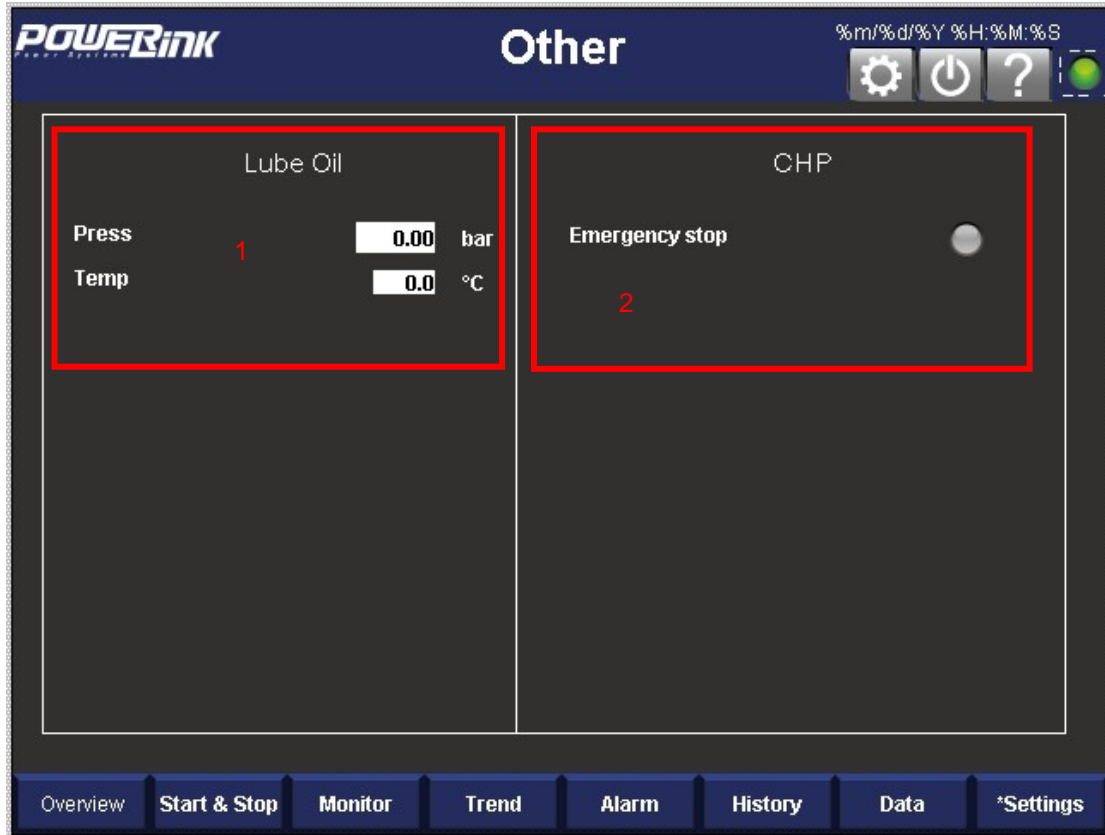 POWERinK
Power Systems
Other
%m/%d/%Y %H:%M:%S
?
Lube Oil
Press 0.00 bar
1
Temp 0.0 °C
CHP
Emergency stop
2
Overview Start & Stop Monitor Trend Alarm History Data *Settings